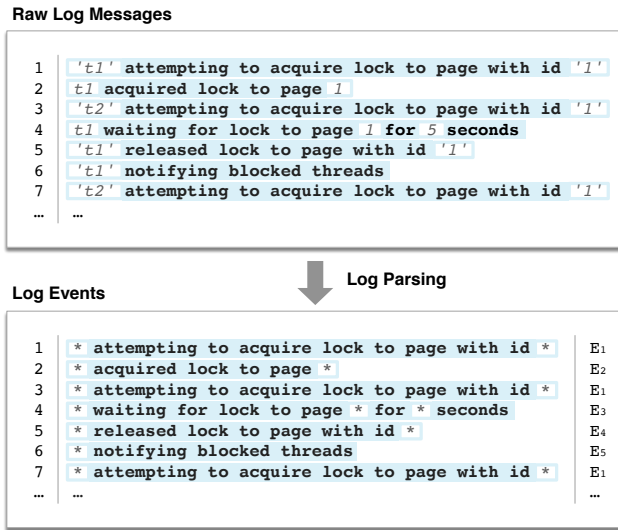 Raw Log Messages
1 't1' attempting to acquire lock to page with id '1'
2 t1 acquired lock to page 1
3 't2' attempting to acquire lock to page with id '1'
4 t1 waiting for lock to page 1 for 5 seconds
5 't1' released lock to page with id '1'
6 't1' notifying blocked threads
7 't2' attempting to acquire lock to page with id '1'
… …
Log Parsing
Log Events
1 * attempting to acquire lock to page with id * E1
2 * acquired lock to page * E2
3 * attempting to acquire lock to page with id * E1
4 * waiting for lock to page * for * seconds E3
5 * released lock to page with id * E4
6 * notifying blocked threads E5
7 * attempting to acquire lock to page with id * E1
… … …